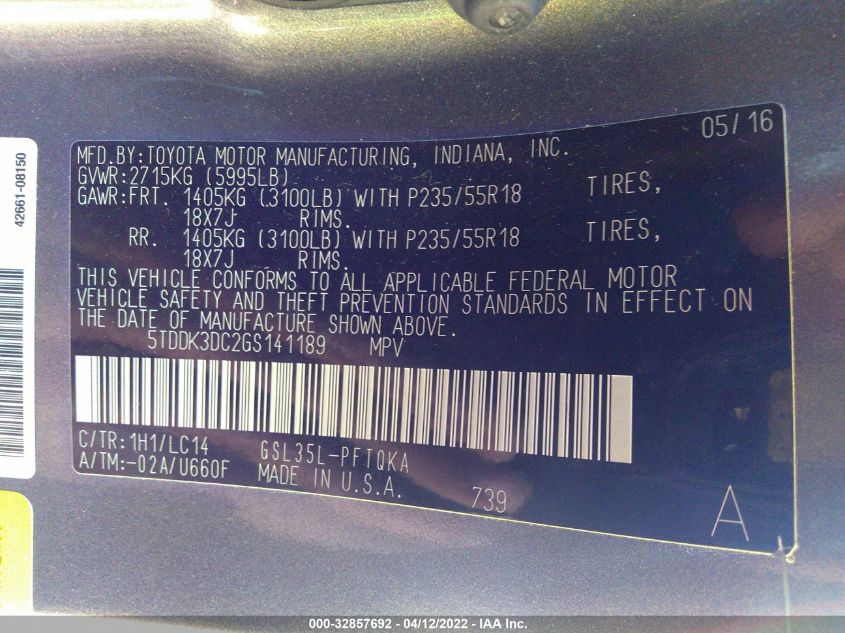 05/16
MFD.BY:TOYOTA MOTOR MANUFACTURING, INDIANA, INC.
GVWR:2715KG (5995LB)
GAWR:FRT. 1405KG (3100LB) WITH P235/55R18 TIRES,
18X7J RIMS.
RR. 1405KG (3100LB) WITH P235/55R18 TIRES,
18X7J RIMS.
THIS VEHICLE CONFORMS TO ALL APPLICABLE FEDERAL MOTOR
VEHICLE SAFETY AND THEFT PREVENTION STANDARDS IN EFFECT ON
THE DATE OF MANUFACTURE SHOWN ABOVE.
5TDDK3DC2GS141189 MPV
C/TR:1H1/LC14 GSL35L-PFTQKA
A/TM:-02A/U660F MADE IN U.S.A. 739
A
42661-08150
000-32857692 - 04/12/2022 - IAA Inc.